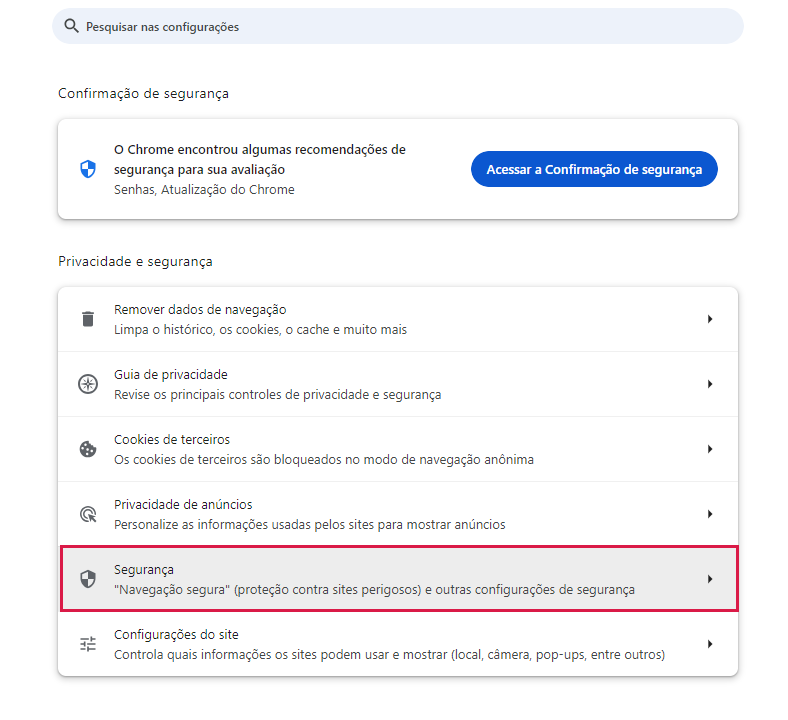 Pesquisar nas configurações
Confirmação de segurança
O Chrome encontrou algumas recomendações de
segurança para sua avaliação
Senhas, Atualização do Chrome
Acessar a Confirmação de segurança
Privacidade e segurança
Remover dados de navegação
Limpa o histórico, os cookies, o cache e muito mais
Guia de privacidade
Revise os principais controles de privacidade e segurança
Cookies de terceiros
Os cookies de terceiros são bloqueados no modo de navegação anônima
Privacidade de anúncios
Personalize as informações usadas pelos sites para mostrar anúncios
Segurança
"Navegação segura" (proteção contra sites perigosos) e outras configurações de segurança
Configurações do site
Controla quais informações os sites podem usar e mostrar (local, câmera, pop-ups, entre outros)